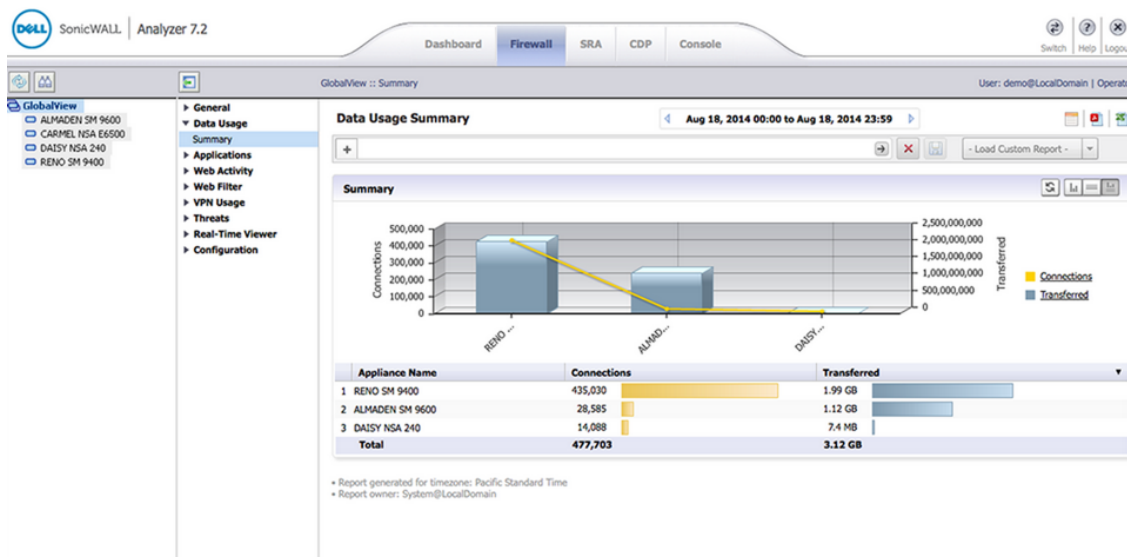 DELL SonicWALL | Analyzer 7.2
Dashboard Firewall SRA CDP Console
Switch Help Logou
GlobalView :: Summary
User: demo@LocalDomain | Operato
GlobalView
ALMADEN SM 9600
CARMEL NSA E6500
DAISY NSA 240
RENO SM 9400
General
Data Usage
Summary
Applications
Web Activity
Web Filter
VPN Usage
Threats
Real-Time Viewer
Configuration
Data Usage Summary
Aug 18, 2014 00:00 to Aug 18, 2014 23:59
- Load Custom Report -
Summary
Connections
500,000
400,000
300,000
200,000
100,000
0
2,500,000,000
2,000,000,000
1,500,000,000
1,000,000,000
500,000,000
0
Transferred
RENO ...
ALMAD...
DAISY...
Connections
Transferred
Appliance Name Connections Transferred
1 RENO SM 9400 435,030 1.99 GB
2 ALMADEN SM 9600 28,585 1.12 GB
3 DAISY NSA 240 14,088 7.4 MB
Total 477,703 3.12 GB
• Report generated for timezone: Pacific Standard Time
• Report owner: System@LocalDomain